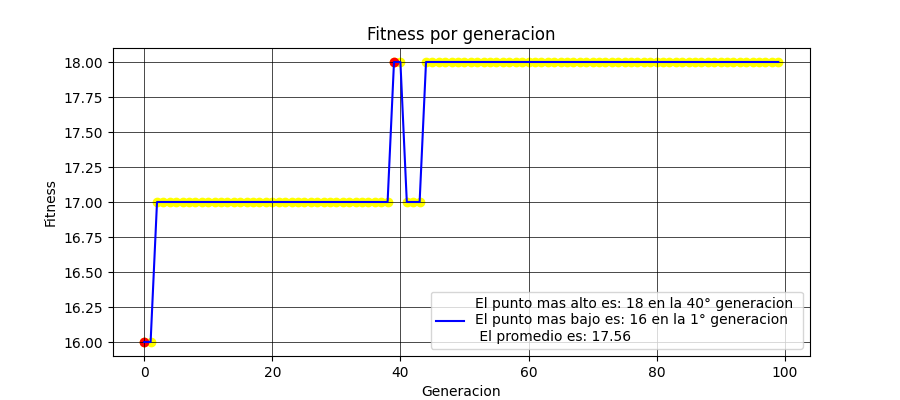 Fitness por generacion
18.00
17.75
17.50
17.25
17.00
16.75
16.50
16.25
16.00
Fitness
El punto mas alto es: 18 en la 40° generacion
El punto mas bajo es: 16 en la 1° generacion
El promedio es: 17.56
0 20 40 60 80 100
Generacion